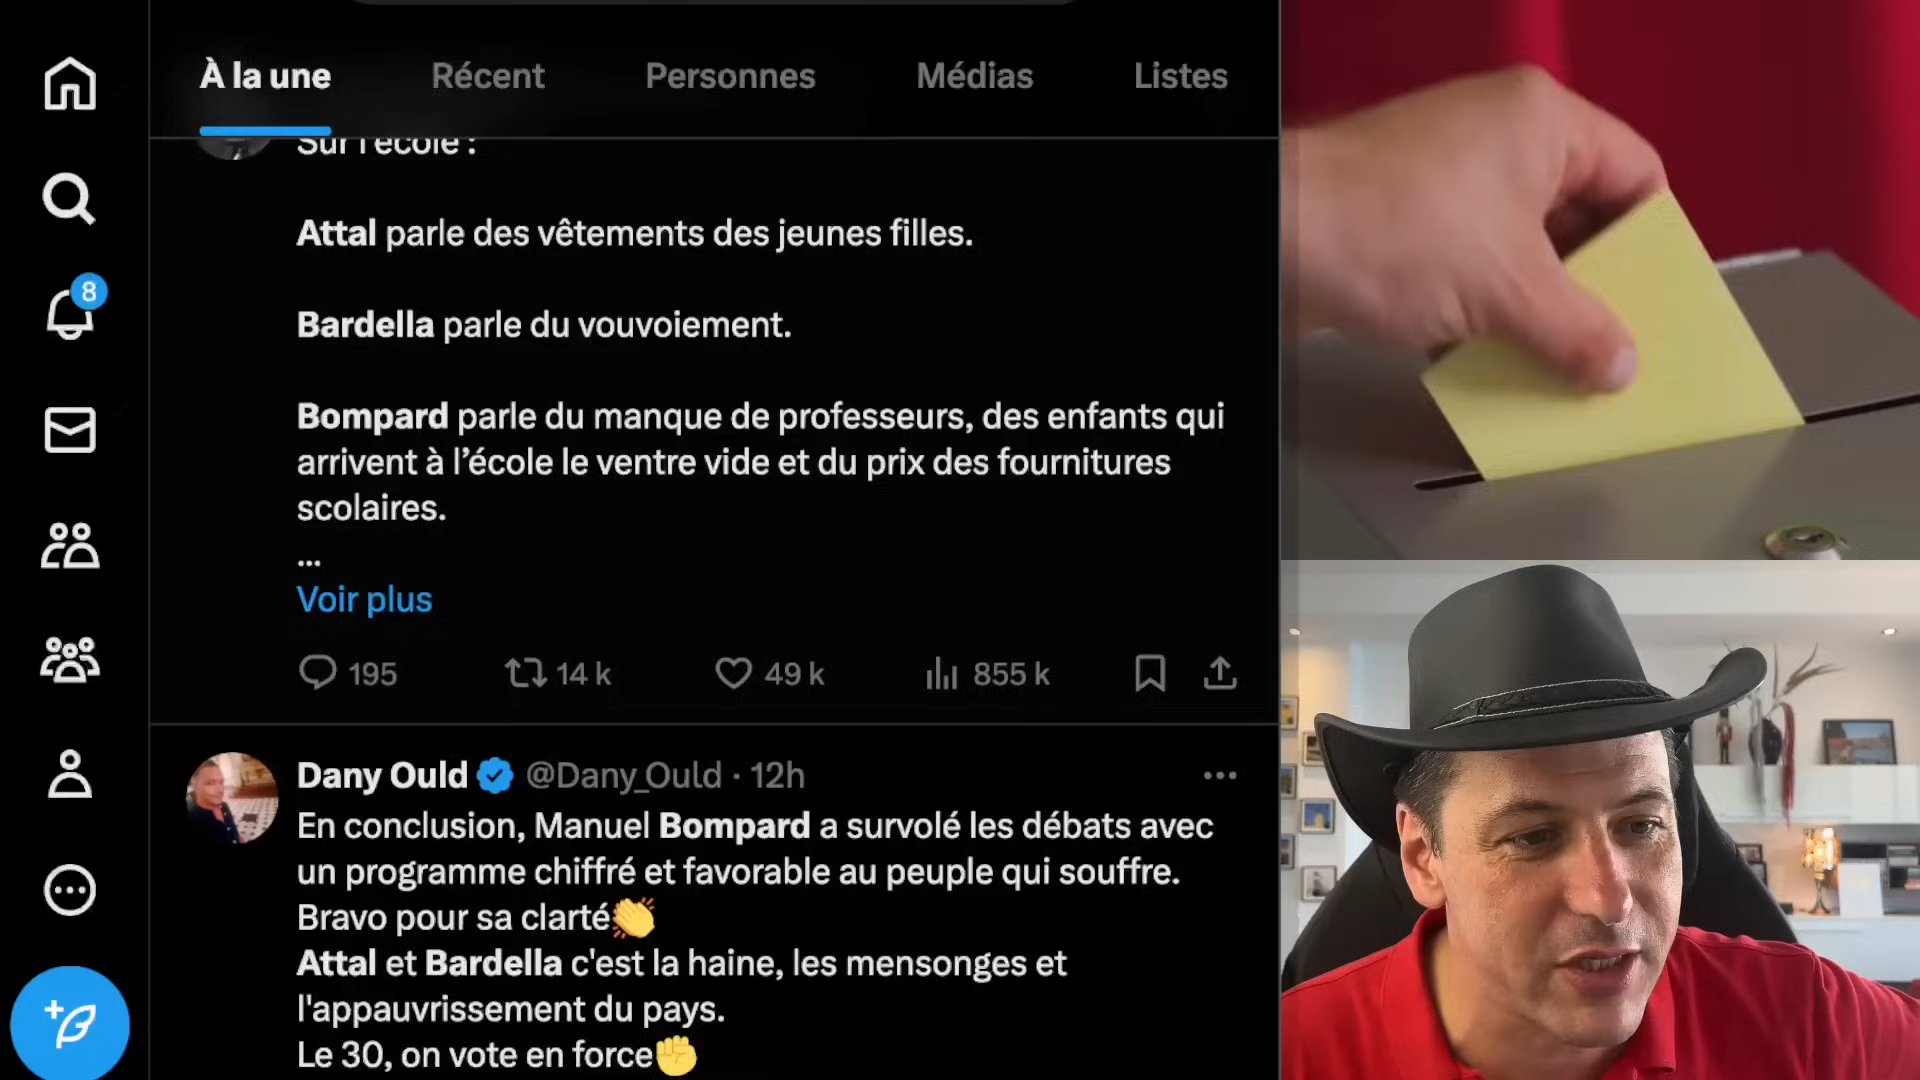 À la une Récent Personnes Médias Listes
Sur l'école :
Attal parle des vêtements des jeunes filles.
8
Bardella parle du vouvoiement.
Bompard parle du manque de professeurs, des enfants qui
arrivent à l’école le ventre vide et du prix des fournitures
scolaires.
...
Voir plus
195 14 k 49 k 855 k
Dany Ould @Dany_Ould · 12h
En conclusion, Manuel Bompard a survolé les débats avec
un programme chiffré et favorable au peuple qui souffre.
Bravo pour sa clarté👏
Attal et Bardella c'est la haine, les mensonges et
l'appauvrissement du pays.
Le 30, on vote en force✊